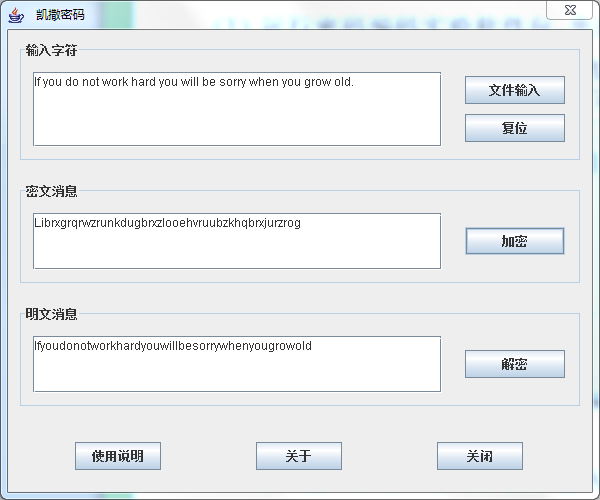 凯撒密码
输入字符
If you do not work hard you will be sorry when you grow old.
文件输入
复位
密文消息
Librxgrqrwzrunkdugbrxzlooehvruubzkhqbrxjurzrog
加密
明文消息
Ifyoudonotworkhardyouwillbesorrywhenyougrowold
解密
使用说明
关于
关闭